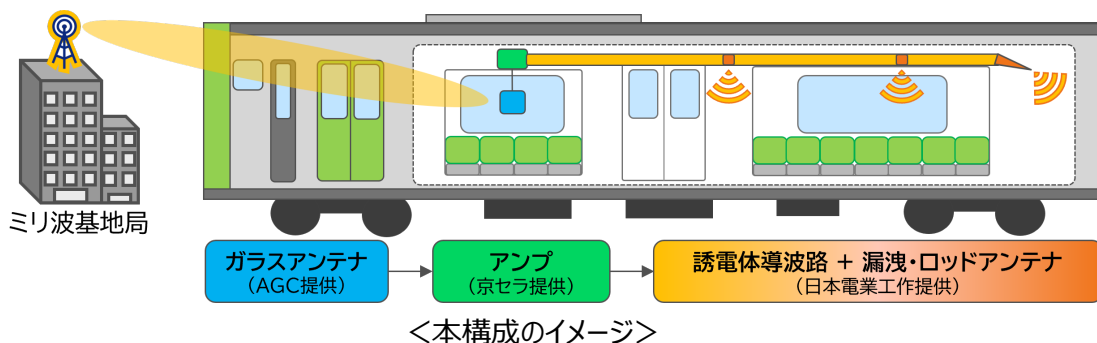 ミリ波基地局
ガラスアンテナ
(AGC提供)
アンプ
(京セラ提供)
誘電体導波路 + 漏洩・ロッドアンテナ
(日本電業工作提供)
＜本構成のイメージ＞